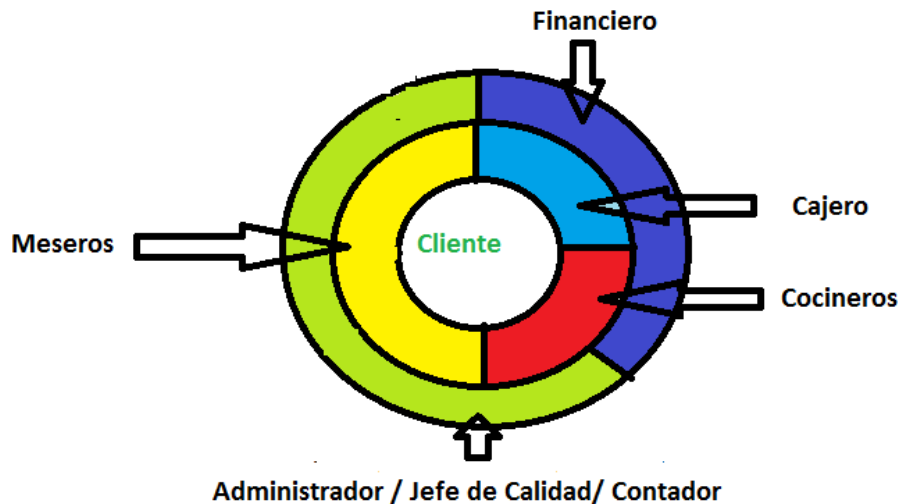 Financiero
Cajero
Meseros
Cliente
Cocineros
Administrador / Jefe de Calidad/ Contador